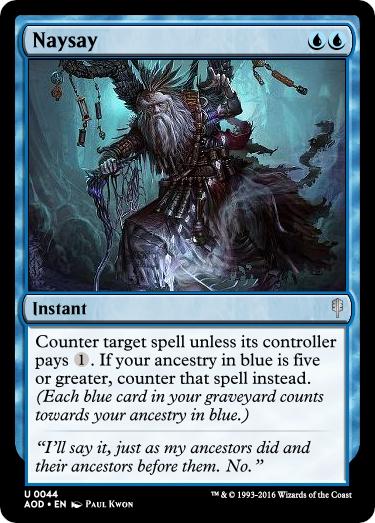 Naysay
Instant
Counter target spell unless its controller
pays 1. If your ancestry in blue is five
or greater, counter that spell instead.
(Each blue card in your graveyard counts
towards your ancestry in blue.)
"I'll say it, just as my ancestors did and
their ancestors before them. No."
U 0044
AOD • EN Paul Kwon
™ & © 1993-2016 Wizards of the Coast